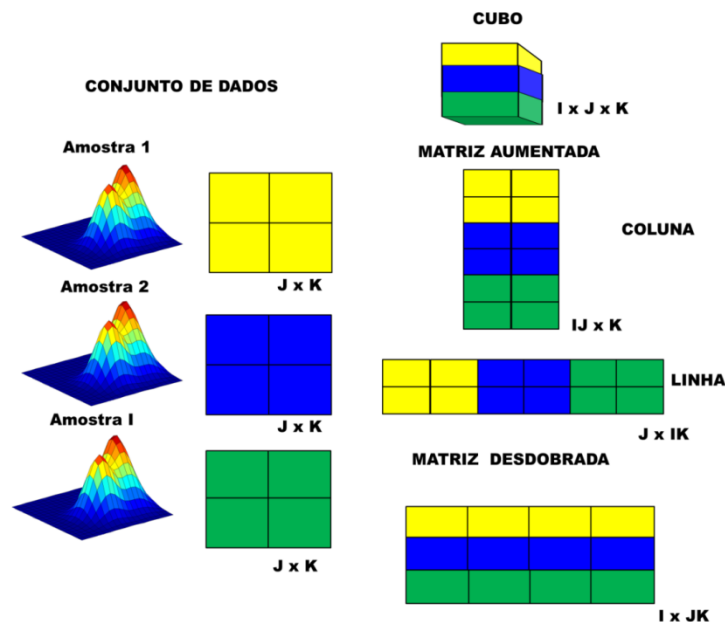 CONJUNTO DE DADOS
Amostra 1
J x K
Amostra 2
J x K
Amostra I
J x K
CUBO
I x J x K
MATRIZ AUMENTADA
COLUNA
IJ x K
LINHA
J x IK
MATRIZ DESDOBRADA
I x JK